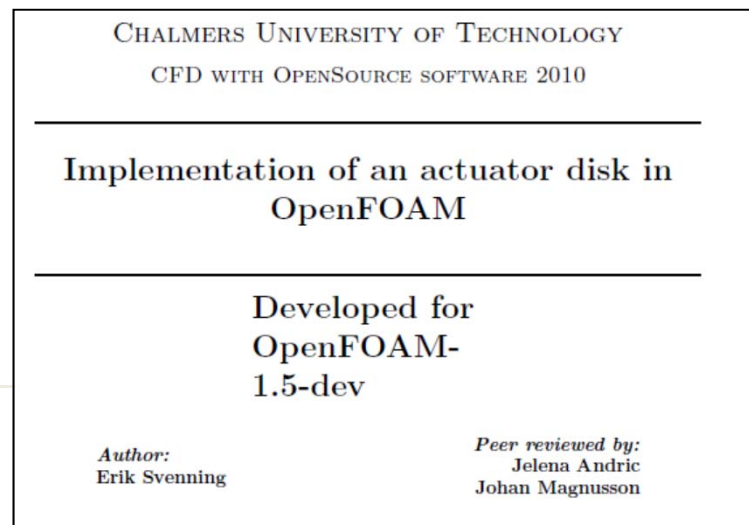 CHALMERS UNIVERSITY OF TECHNOLOGY
CFD WITH OPENSOURCE SOFTWARE 2010
Implementation of an actuator disk in
OpenFOAM
Developed for
OpenFOAM-
1.5-dev
Author:
Erik Svenning
Peer reviewed by:
Jelena Andric
Johan Magnusson